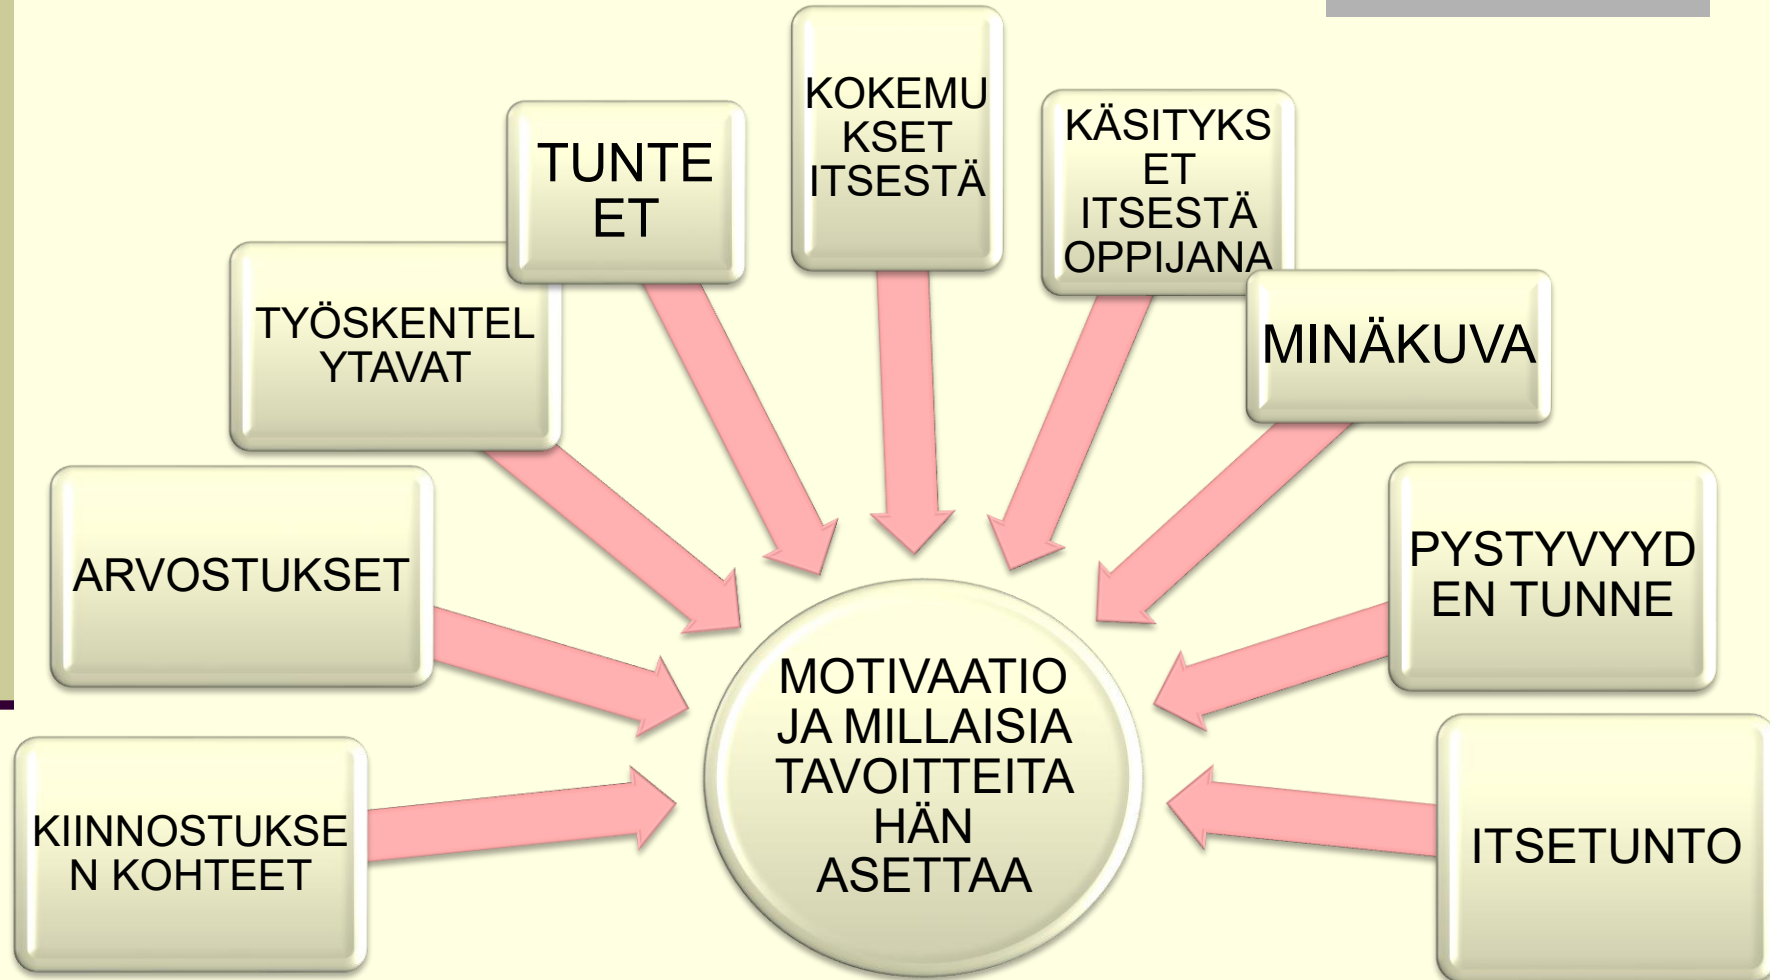 KIINNOSTUKSE
N KOHTEET
ARVOSTUKSET
TYÖSKENTEL
YTAVAT
TUNTE
ET
KOKEMU
KSET
ITSESTÄ
KÄSITYKS
ET
ITSESTÄ
OPPIJANA
MINÄKUVA
PYSTYVYYD
EN TUNNE
ITSETUNTO
MOTIVAATIO
JA MILLAISIA
TAVOITTEITA
HÄN
ASETTAA